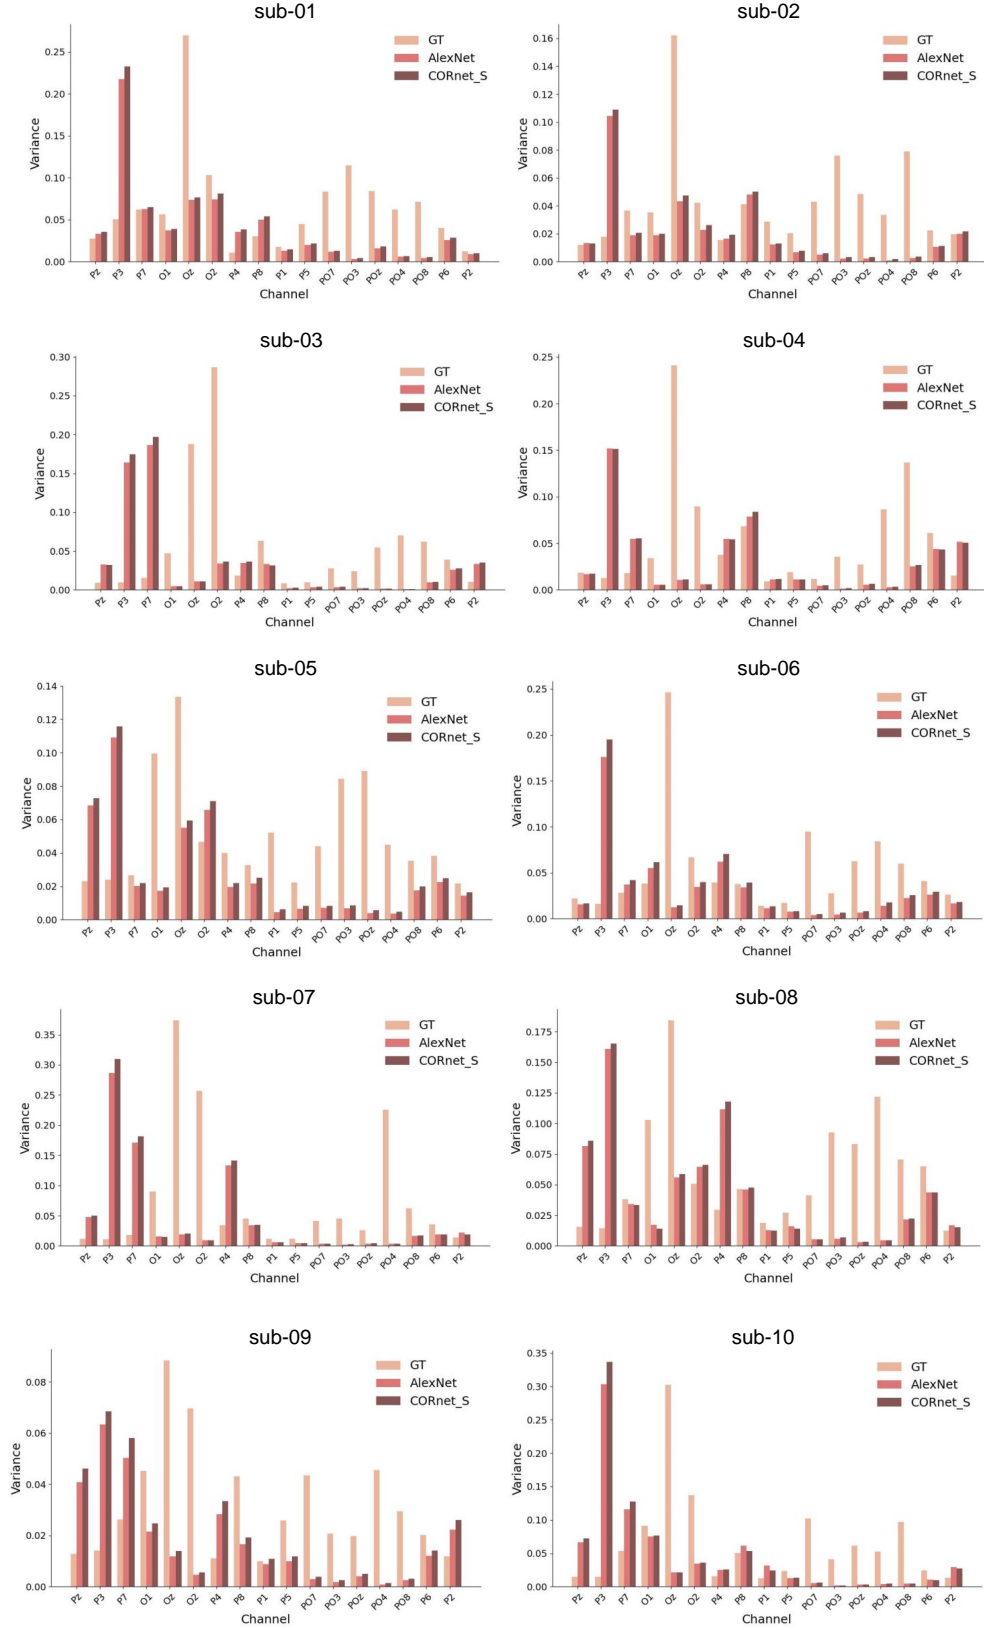 sub-01
GT
AlexNet
CORnet_S
Variance
0.25
0.20
0.15
0.10
0.05
0.00
Pz P3 P7 O1 Oz O2 P4 P8 P1 P5 PO7 PO3 POz PO4 PO8 P6 P2
Channel
sub-02
GT
AlexNet
CORnet_S
Variance
0.16
0.14
0.12
0.10
0.08
0.06
0.04
0.02
0.00
Pz P3 P7 O1 Oz O2 P4 P8 P1 P5 PO7 PO3 POz PO4 PO8 P6 P2
Channel
sub-03
GT
AlexNet
CORnet_S
Variance
0.30
0.25
0.20
0.15
0.10
0.05
0.00
Pz P3 P7 O1 Oz O2 P4 P8 P1 P5 PO7 PO3 POz PO4 PO8 P6 P2
Channel
sub-04
GT
AlexNet
CORnet_S
Variance
0.25
0.20
0.15
0.10
0.05
0.00
Pz P3 P7 O1 Oz O2 P4 P8 P1 P5 PO7 PO3 POz PO4 PO8 P6 P2
Channel
sub-05
GT
AlexNet
CORnet_S
Variance
0.14
0.12
0.10
0.08
0.06
0.04
0.02
0.00
Pz P3 P7 O1 Oz O2 P4 P8 P1 P5 PO7 PO3 POz PO4 PO8 P6 P2
Channel
sub-06
GT
AlexNet
CORnet_S
Variance
0.25
0.20
0.15
0.10
0.05
0.00
Pz P3 P7 O1 Oz O2 P4 P8 P1 P5 PO7 PO3 POz PO4 PO8 P6 P2
Channel
sub-07
GT
AlexNet
CORnet_S
Variance
0.35
0.30
0.25
0.20
0.15
0.10
0.05
0.00
Pz P3 P7 O1 Oz O2 P4 P8 P1 P5 PO7 PO3 POz PO4 PO8 P6 P2
Channel
sub-08
GT
AlexNet
CORnet_S
Variance
0.175
0.150
0.125
0.100
0.075
0.050
0.025
0.000
Pz P3 P7 O1 Oz O2 P4 P8 P1 P5 PO7 PO3 POz PO4 PO8 P6 P2
Channel
sub-09
GT
AlexNet
CORnet_S
Variance
0.08
0.06
0.04
0.02
0.00
Pz P3 P7 O1 Oz O2 P4 P8 P1 P5 PO7 PO3 POz PO4 PO8 P6 P2
Channel
sub-10
GT
AlexNet
CORnet_S
Variance
0.35
0.30
0.25
0.20
0.15
0.10
0.05
0.00
Pz P3 P7 O1 Oz O2 P4 P8 P1 P5 PO7 PO3 POz PO4 PO8 P6 P2
Channel